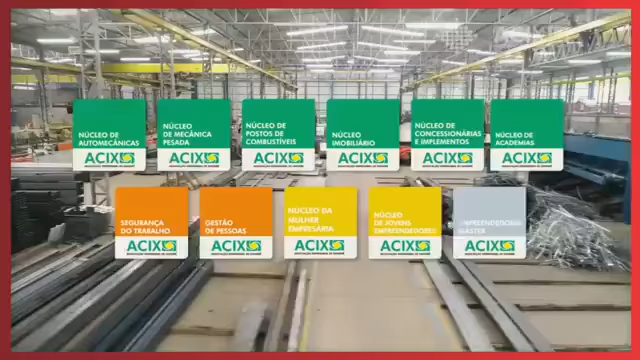 NÚCLEO DE
AUTOMECÂNICAS
ACIX
NÚCLEO
DE MECÂNICA
PESADA
ACIX
NÚCLEO DE
POSTOS DE
COMBUSTÍVEIS
ACIX
NÚCLEO
IMOBILIÁRIO
ACIX
NÚCLEO DE
CONCESSIONÁRIAS
E IMPLEMENTOS
ACIX
NÚCLEO DE
ACADEMIAS
ACIX
SEGURANÇA
DO TRABALHO
ACIX
GESTÃO
DE PESSOAS
ACIX
NÚCLEO DA
MULHER
EMPRESÁRIA
ACIX
NÚCLEO
DE JOVENS
EMPREENDEDORES
ACIX
MASTER
ACIX